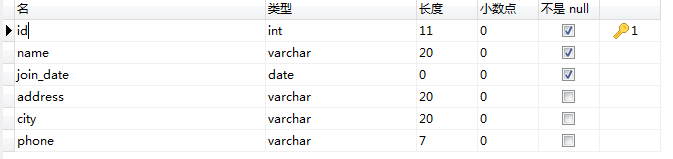 名 类型 长度 小数点 不是 null
id int 11 0 1
name varchar 20 0
join_date date 0 0
address varchar 20 0
city varchar 20 0
phone varchar 7 0